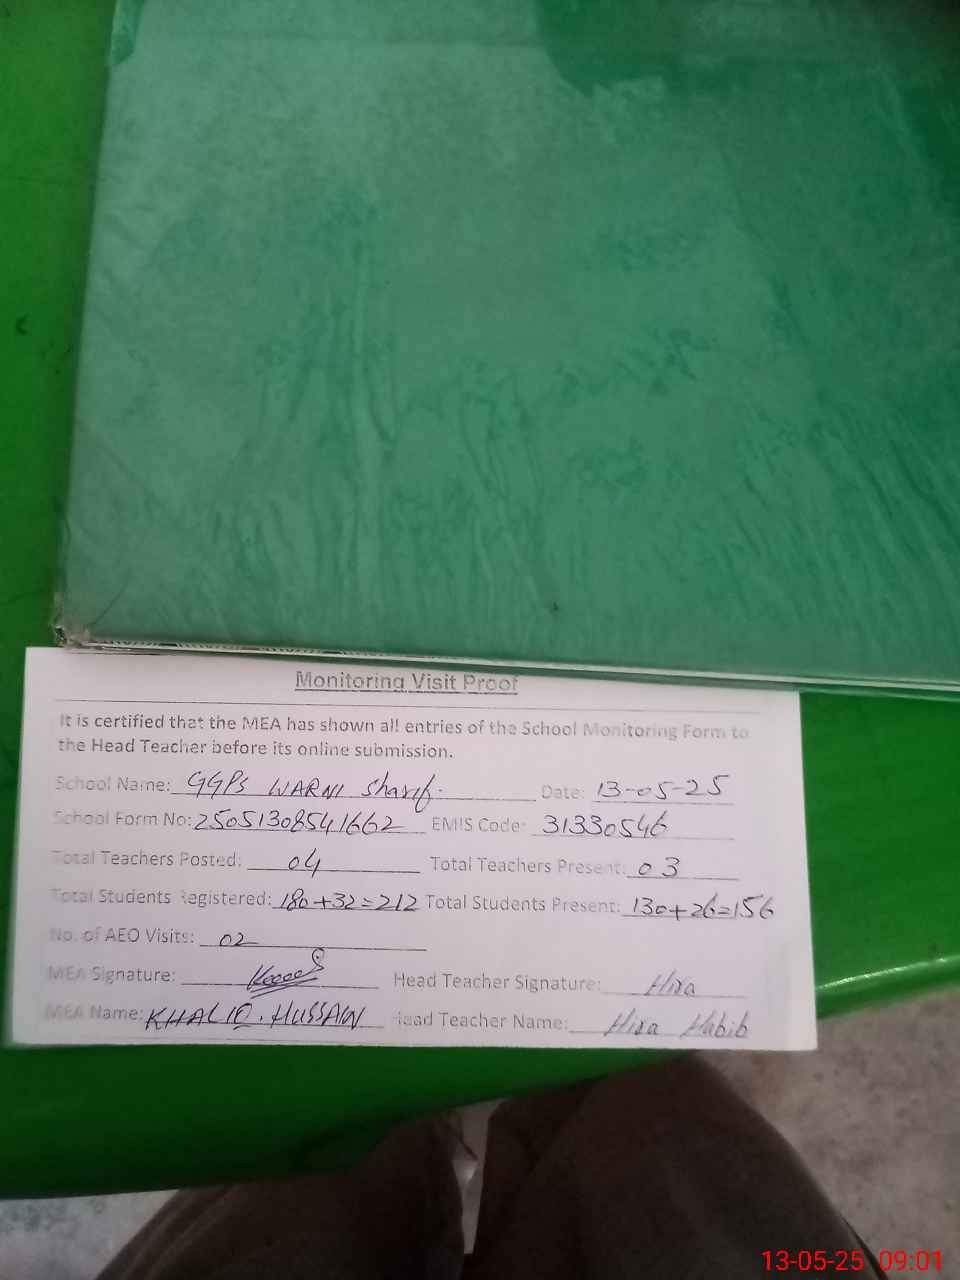 Monitoring Visit Proof
It is certified that the MEA has shown all entries of the School Monitoring Form to
the Head Teacher before its online submission.
School Name: GGPS WARNI Sharif. Date: 13-05-25
School Form No: 25051308541662 EMIS Code: 31330546
Total Teachers Posted: 04 Total Teachers Present: 03
Total Students Registered: 180+32=212 Total Students Present: 130+26=156
No. of AEO Visits: 02
MEA Signature: Head Teacher Signature: Hira
MEA Name: KHALIQ. HUSSAIN Head Teacher Name: Hira Habib
13-05-25 09:01